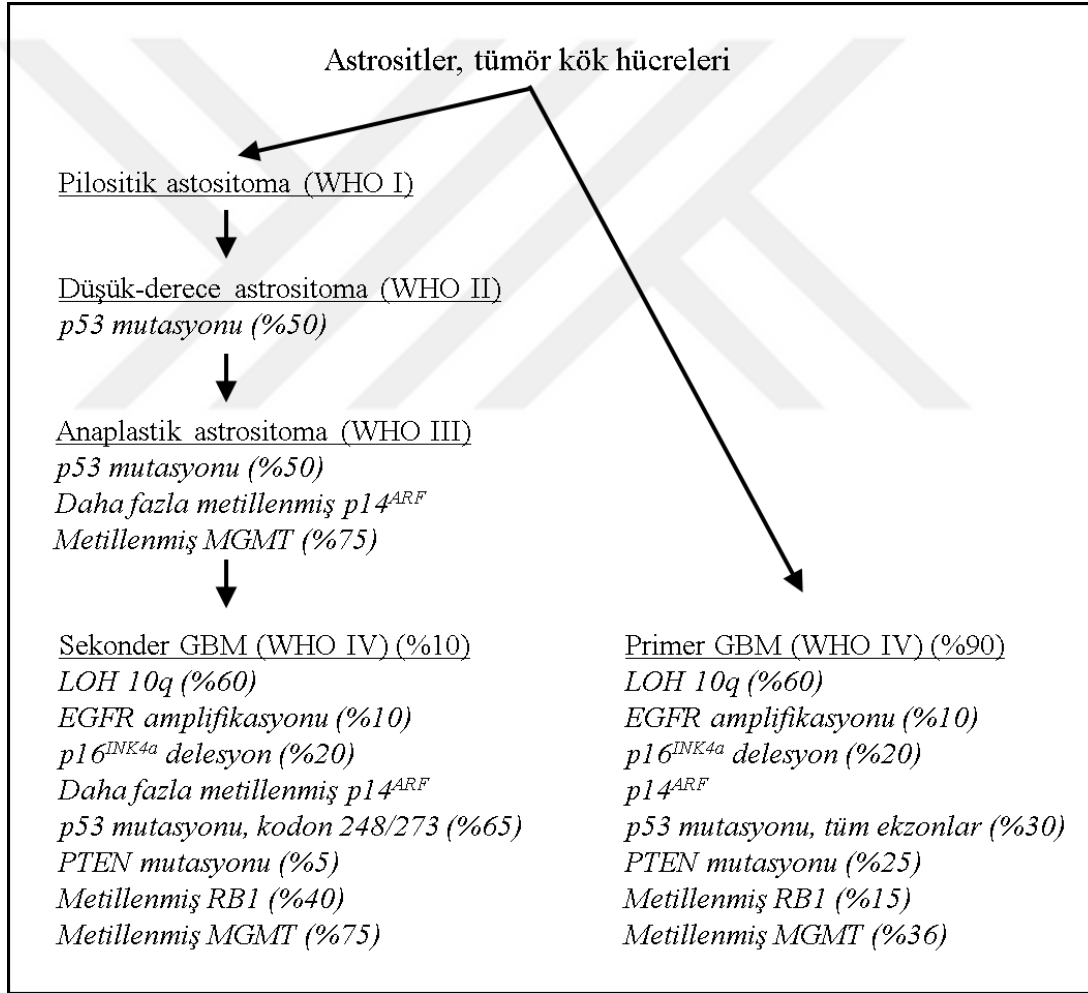 Astrositler, tümör kök hücreleri
Pilositik astositoma (WHO I)
Düşük-derece astrositoma (WHO II)
p53 mutasyonu (%50)
Anaplastik astrositoma (WHO III)
p53 mutasyonu (%50)
Daha fazla metillenmiş p14ARF
Metillenmiş MGMT (%75)
Sekonder GBM (WHO IV) (%10)
LOH 10q (%60)
EGFR amplifikasyonu (%10)
p16INK4a delesyon (%20)
Daha fazla metillenmiş p14ARF
p53 mutasyonu, kodon 248/273 (%65)
PTEN mutasyonu (%5)
Metillenmiş RB1 (%40)
Metillenmiş MGMT (%75)
Primer GBM (WHO IV) (%90)
LOH 10q (%60)
EGFR amplifikasyonu (%10)
p16INK4a delesyon (%20)
p14ARF
p53 mutasyonu, tüm ekzonlar (%30)
PTEN mutasyonu (%25)
Metillenmiş RB1 (%15)
Metillenmiş MGMT (%36)